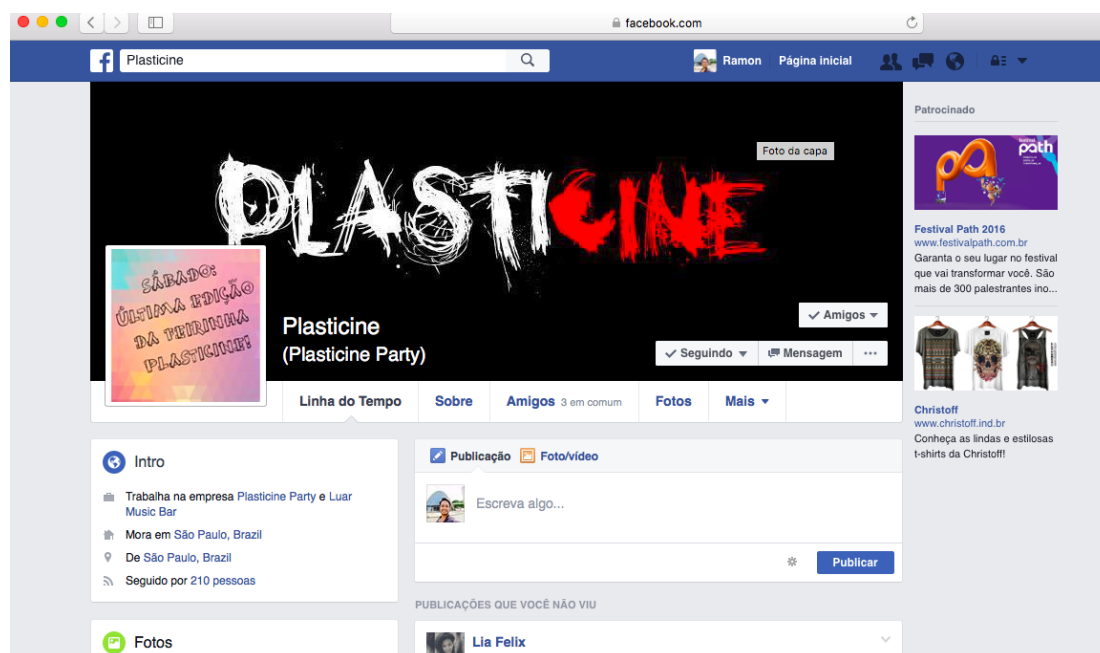 facebook.com
Plasticine
Ramon
Página inicial
PLASTICINE
Foto da capa
SÁBADO:
ÚLTIMA EDIÇÃO
DA FEIRINHA
PLASTICINE!
Plasticine
(Plasticine Party)
Amigos
Seguindo
Mensagem
Linha do Tempo
Sobre
Amigos 3 em comum
Fotos
Mais
Intro
Trabalha na empresa Plasticine Party e Luar
Music Bar
Mora em São Paulo, Brazil
De São Paulo, Brazil
Seguido por 210 pessoas
Fotos
Publicação
Foto/vídeo
Escreva algo...
Publicar
PUBLICAÇÕES QUE VOCÊ NÃO VIU
Lia Felix
Patrocinado
path
Festival Path 2016
www.festivalpath.com.br
Garanta o seu lugar no festival
que vai transformar você. São
mais de 300 palestrantes ino...
Christoff
www.christoff.ind.br
Conheça as lindas e estilosas
t-shirts da Christoff!